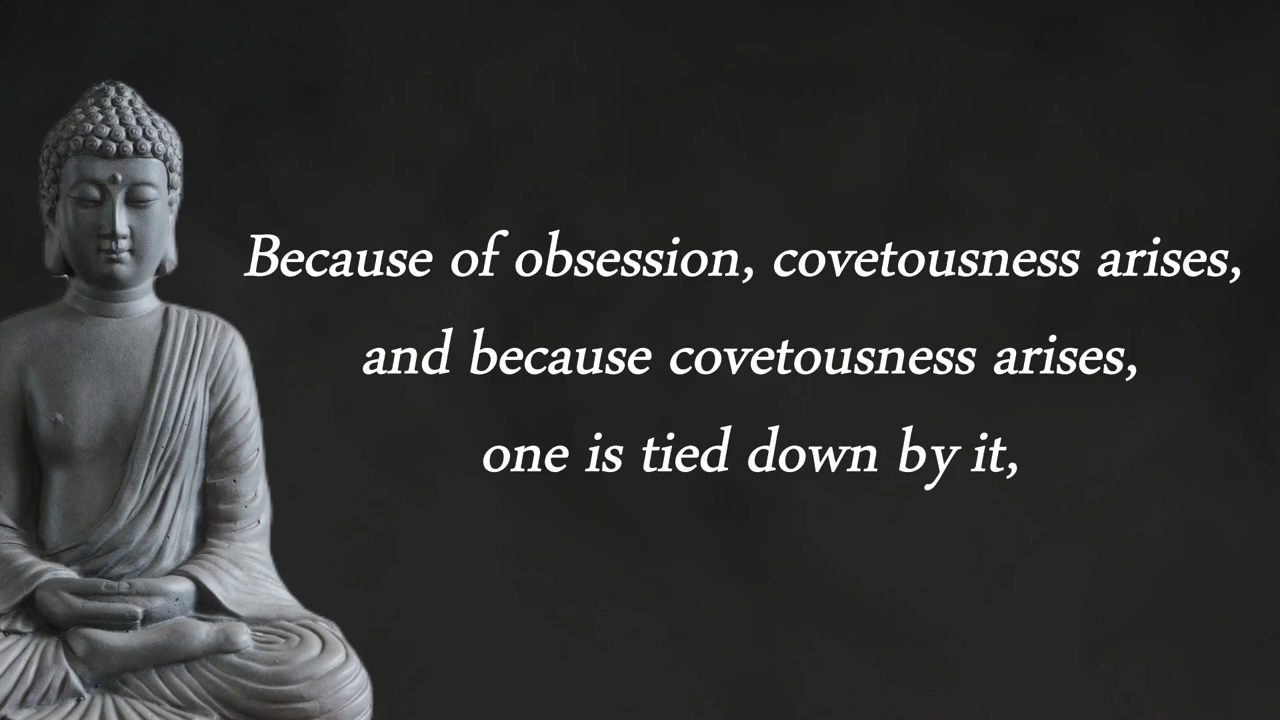 Because of obsession, covetousness arises,
and because covetousness arises,
one is tied down by it,